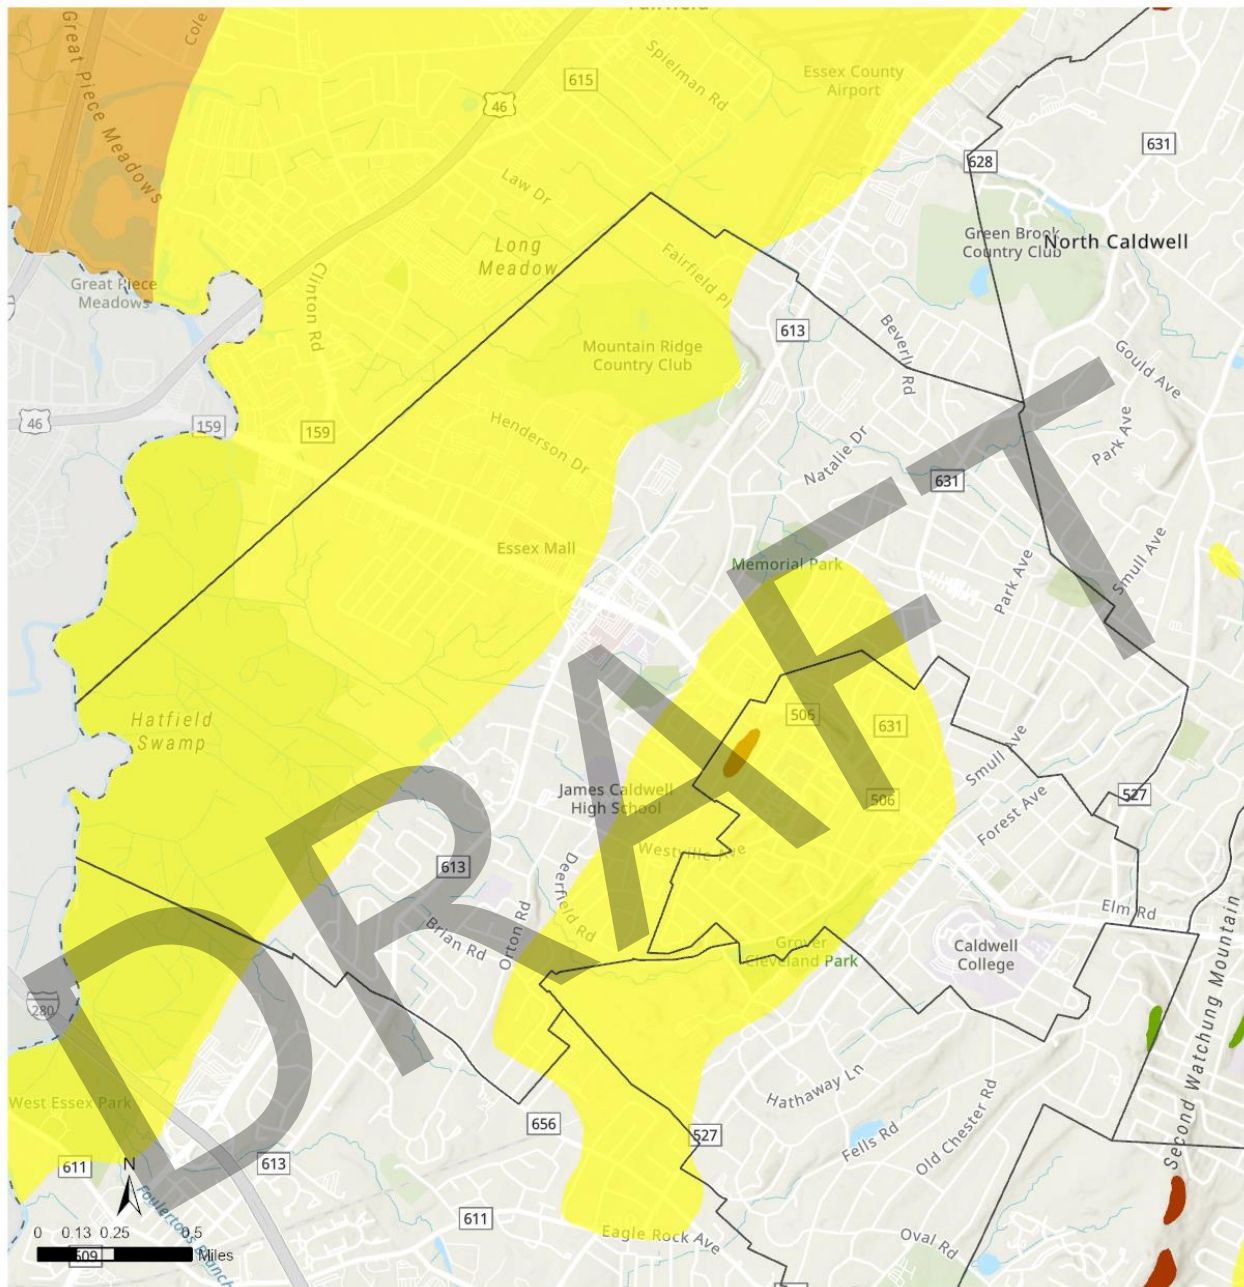 Fairfield
Great Piece Meadows
Cole
615
Spielman Rd
Essex County
Airport
46
631
628
Law Dr
Green Brook
Country Club
North Caldwell
Long
Meadow
Fairfield Pl
Great Piece
Meadows
Clinton Rd
613
Beverly Rd
Mountain Ridge
Country Club
Gould Ave
46
159
159
Henderson Dr
Natalie Dr
Park Ave
631
Essex Mall
Memorial Park
Park Ave
Smull Ave
Hatfield
Swamp
505
631
Smull Ave
James Caldwell
High School
506
527
Forest Ave
Westville Ave
613
Deerfield Rd
Orton Rd
Brian Rd
Elm Rd
Grover
Cleveland Park
Caldwell
College
Second Watchung Mountain
280
DRAFT
West Essex Park
Hathaway Ln
656
527
Fells Rd
Old Chester Rd
611
N
613
Foulertons Branch
611
Eagle Rock Ave
Oval Rd
0 0.13 0.25 0.5
Miles
609